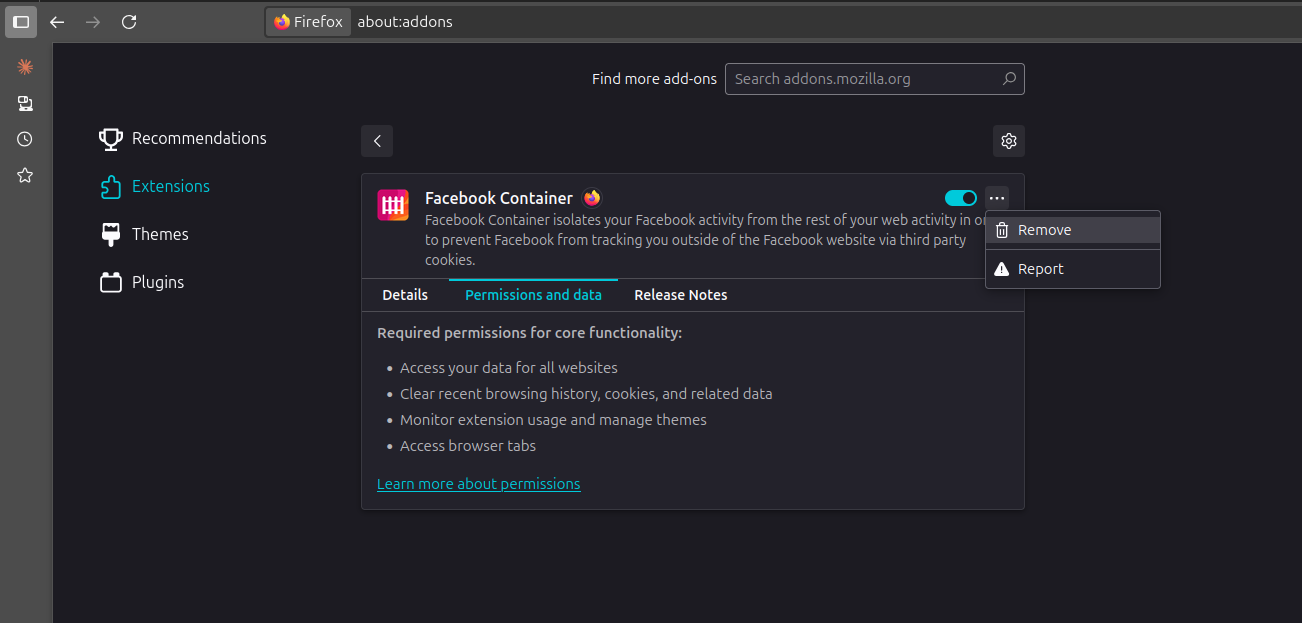 Firefox about:addons
Find more add-ons Search addons.mozilla.org
Recommendations
Extensions
Themes
Plugins
Facebook Container
Facebook Container isolates your Facebook activity from the rest of your web activity in or
to prevent Facebook from tracking you outside of the Facebook website via third party
cookies.
Remove
Report
Details Permissions and data Release Notes
Required permissions for core functionality:
• Access your data for all websites
• Clear recent browsing history, cookies, and related data
• Monitor extension usage and manage themes
• Access browser tabs
Learn more about permissions